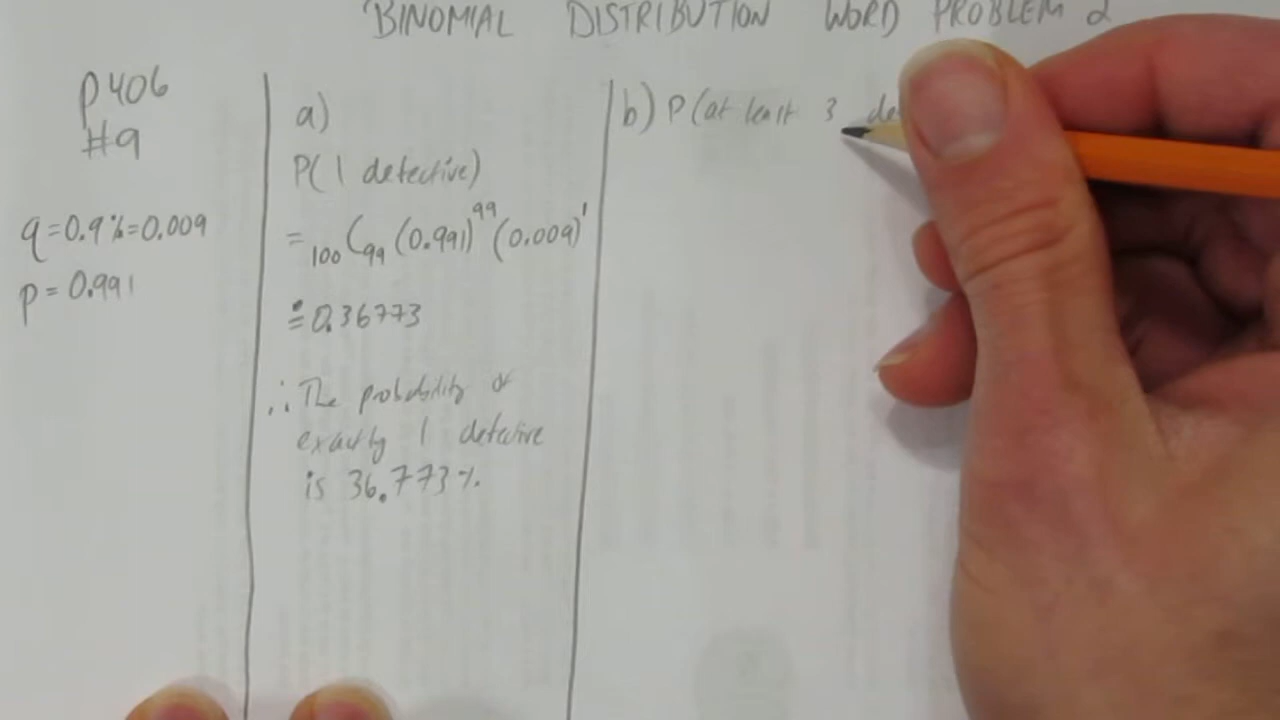 BINOMIAL DISTRIBUTION WORD PROBLEM 2
p406
#9
q=0.9%=0.009
p=0.991
a)
P(1 defective)
= ₁₀₀C₉₉ (0.991)⁹⁹ (0.009)¹
≐0.36773
∴ The probability of
exactly 1 defective
is 36.773%.
b) P(at least 3 de